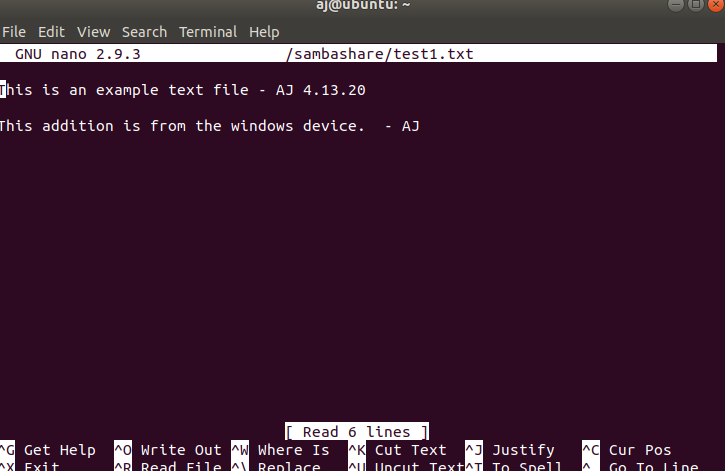 aj@ubuntu: ~
File Edit View Search Terminal Help
GNU nano 2.9.3 /sambashare/test1.txt
This is an example text file - AJ 4.13.20
This addition is from the windows device.  - AJ
[ Read 6 lines ]
^G Get Help ^O Write Out ^W Where Is ^K Cut Text ^J Justify ^C Cur Pos
^X Exit ^R Read File ^\ Replace ^U Uncut Text ^T To Spell ^_ Go To Line